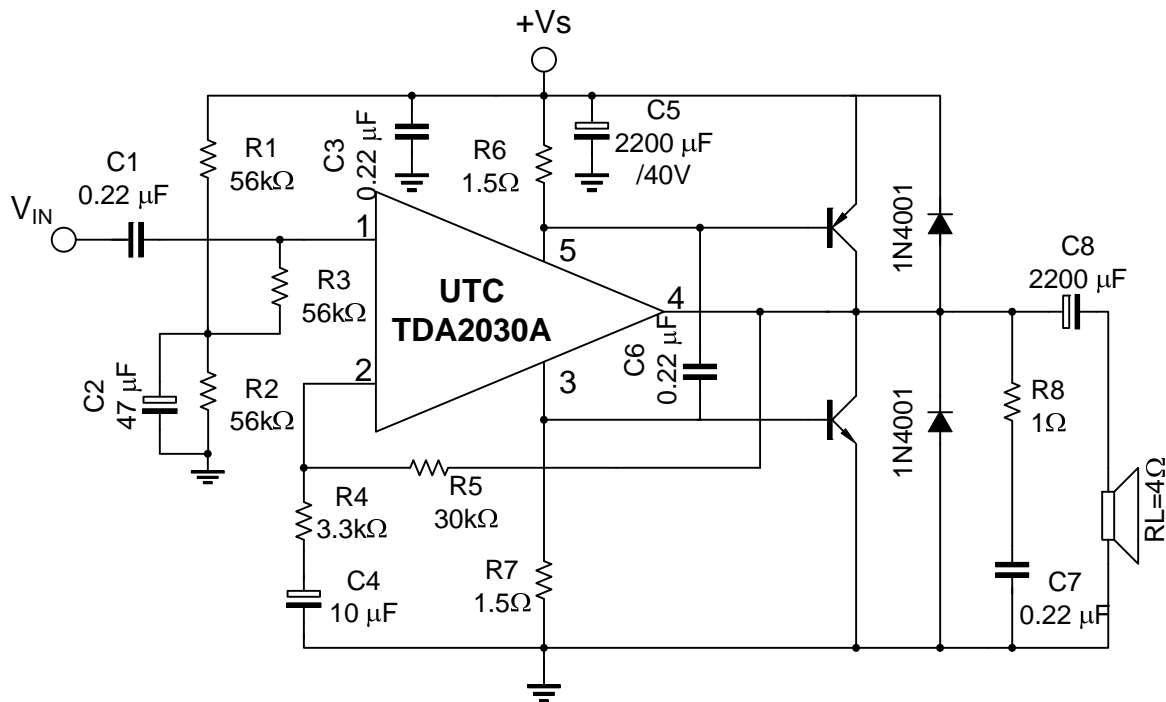 +Vs
C5
2200 μF
/40V
C3
0.22 μF
R6
1.5Ω
R1
56kΩ
C1
0.22 μF
V_IN
1
5
1N4001
C8
2200 μF
R3
56kΩ
UTC
TDA2030A
4
2
3
C6
0.22 μF
C2
47 μF
R2
56kΩ
R8
1Ω
1N4001
R5
30kΩ
R4
3.3kΩ
RL=4Ω
C4
10 μF
R7
1.5Ω
C7
0.22 μF